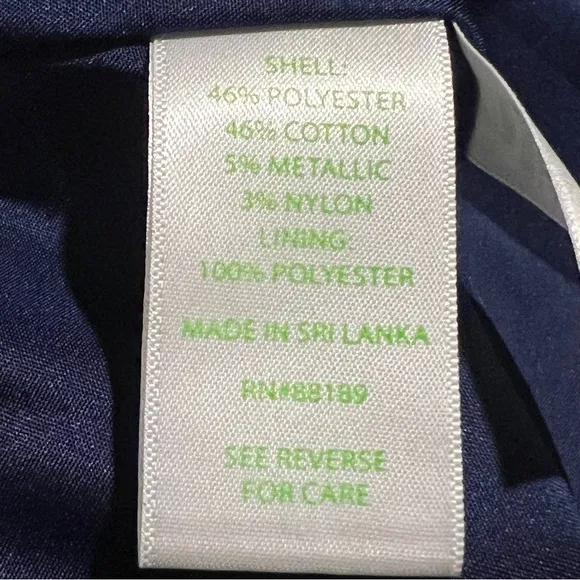 SHELL:
46% POLYESTER
46% COTTON
5% METALLIC
3% NYLON
LINING:
100% POLYESTER
MADE IN SRI LANKA
RN#88189
SEE REVERSE
FOR CARE